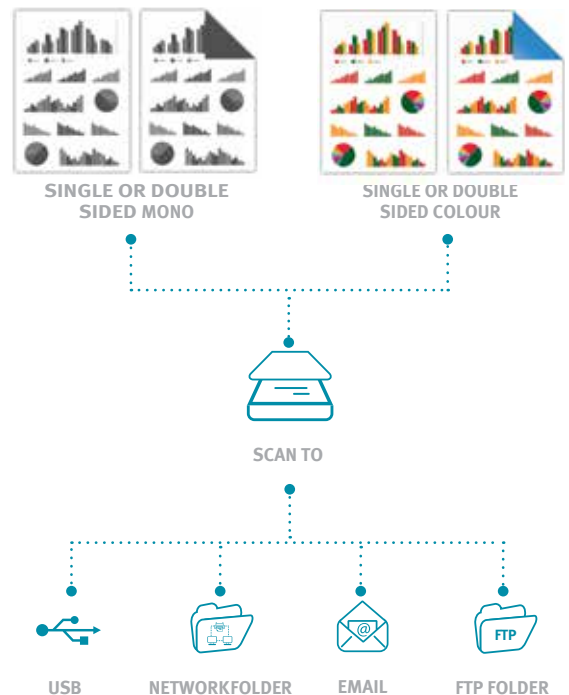 SINGLE OR DOUBLE
SIDED MONO
SINGLE OR DOUBLE
SIDED COLOUR
SCAN TO
@
FTP
USB
NETWORKFOLDER
EMAIL
FTP FOLDER